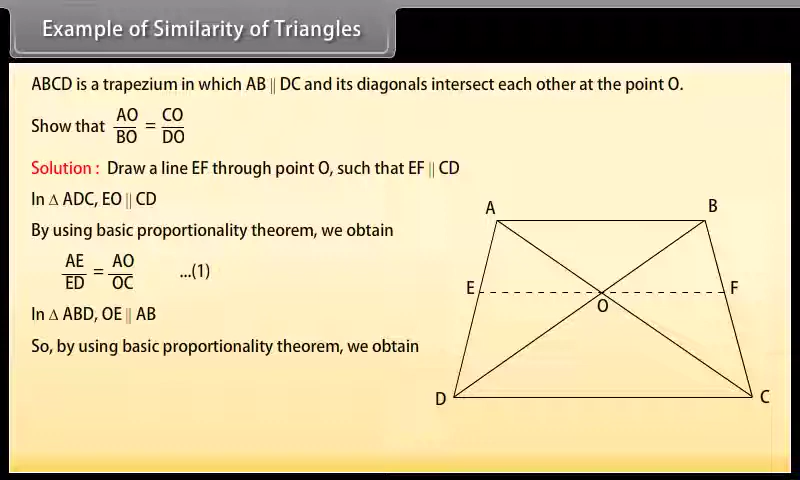 Example of Similarity of Triangles
ABCD is a trapezium in which AB || DC and its diagonals intersect each other at the point O.
Show that AO/BO = CO/DO
Solution : Draw a line EF through point O, such that EF || CD
In Δ ADC, EO || CD
By using basic proportionality theorem, we obtain
AE/ED = AO/OC ...(1)
In Δ ABD, OE || AB
So, by using basic proportionality theorem, we obtain
A B
E F
O
D C